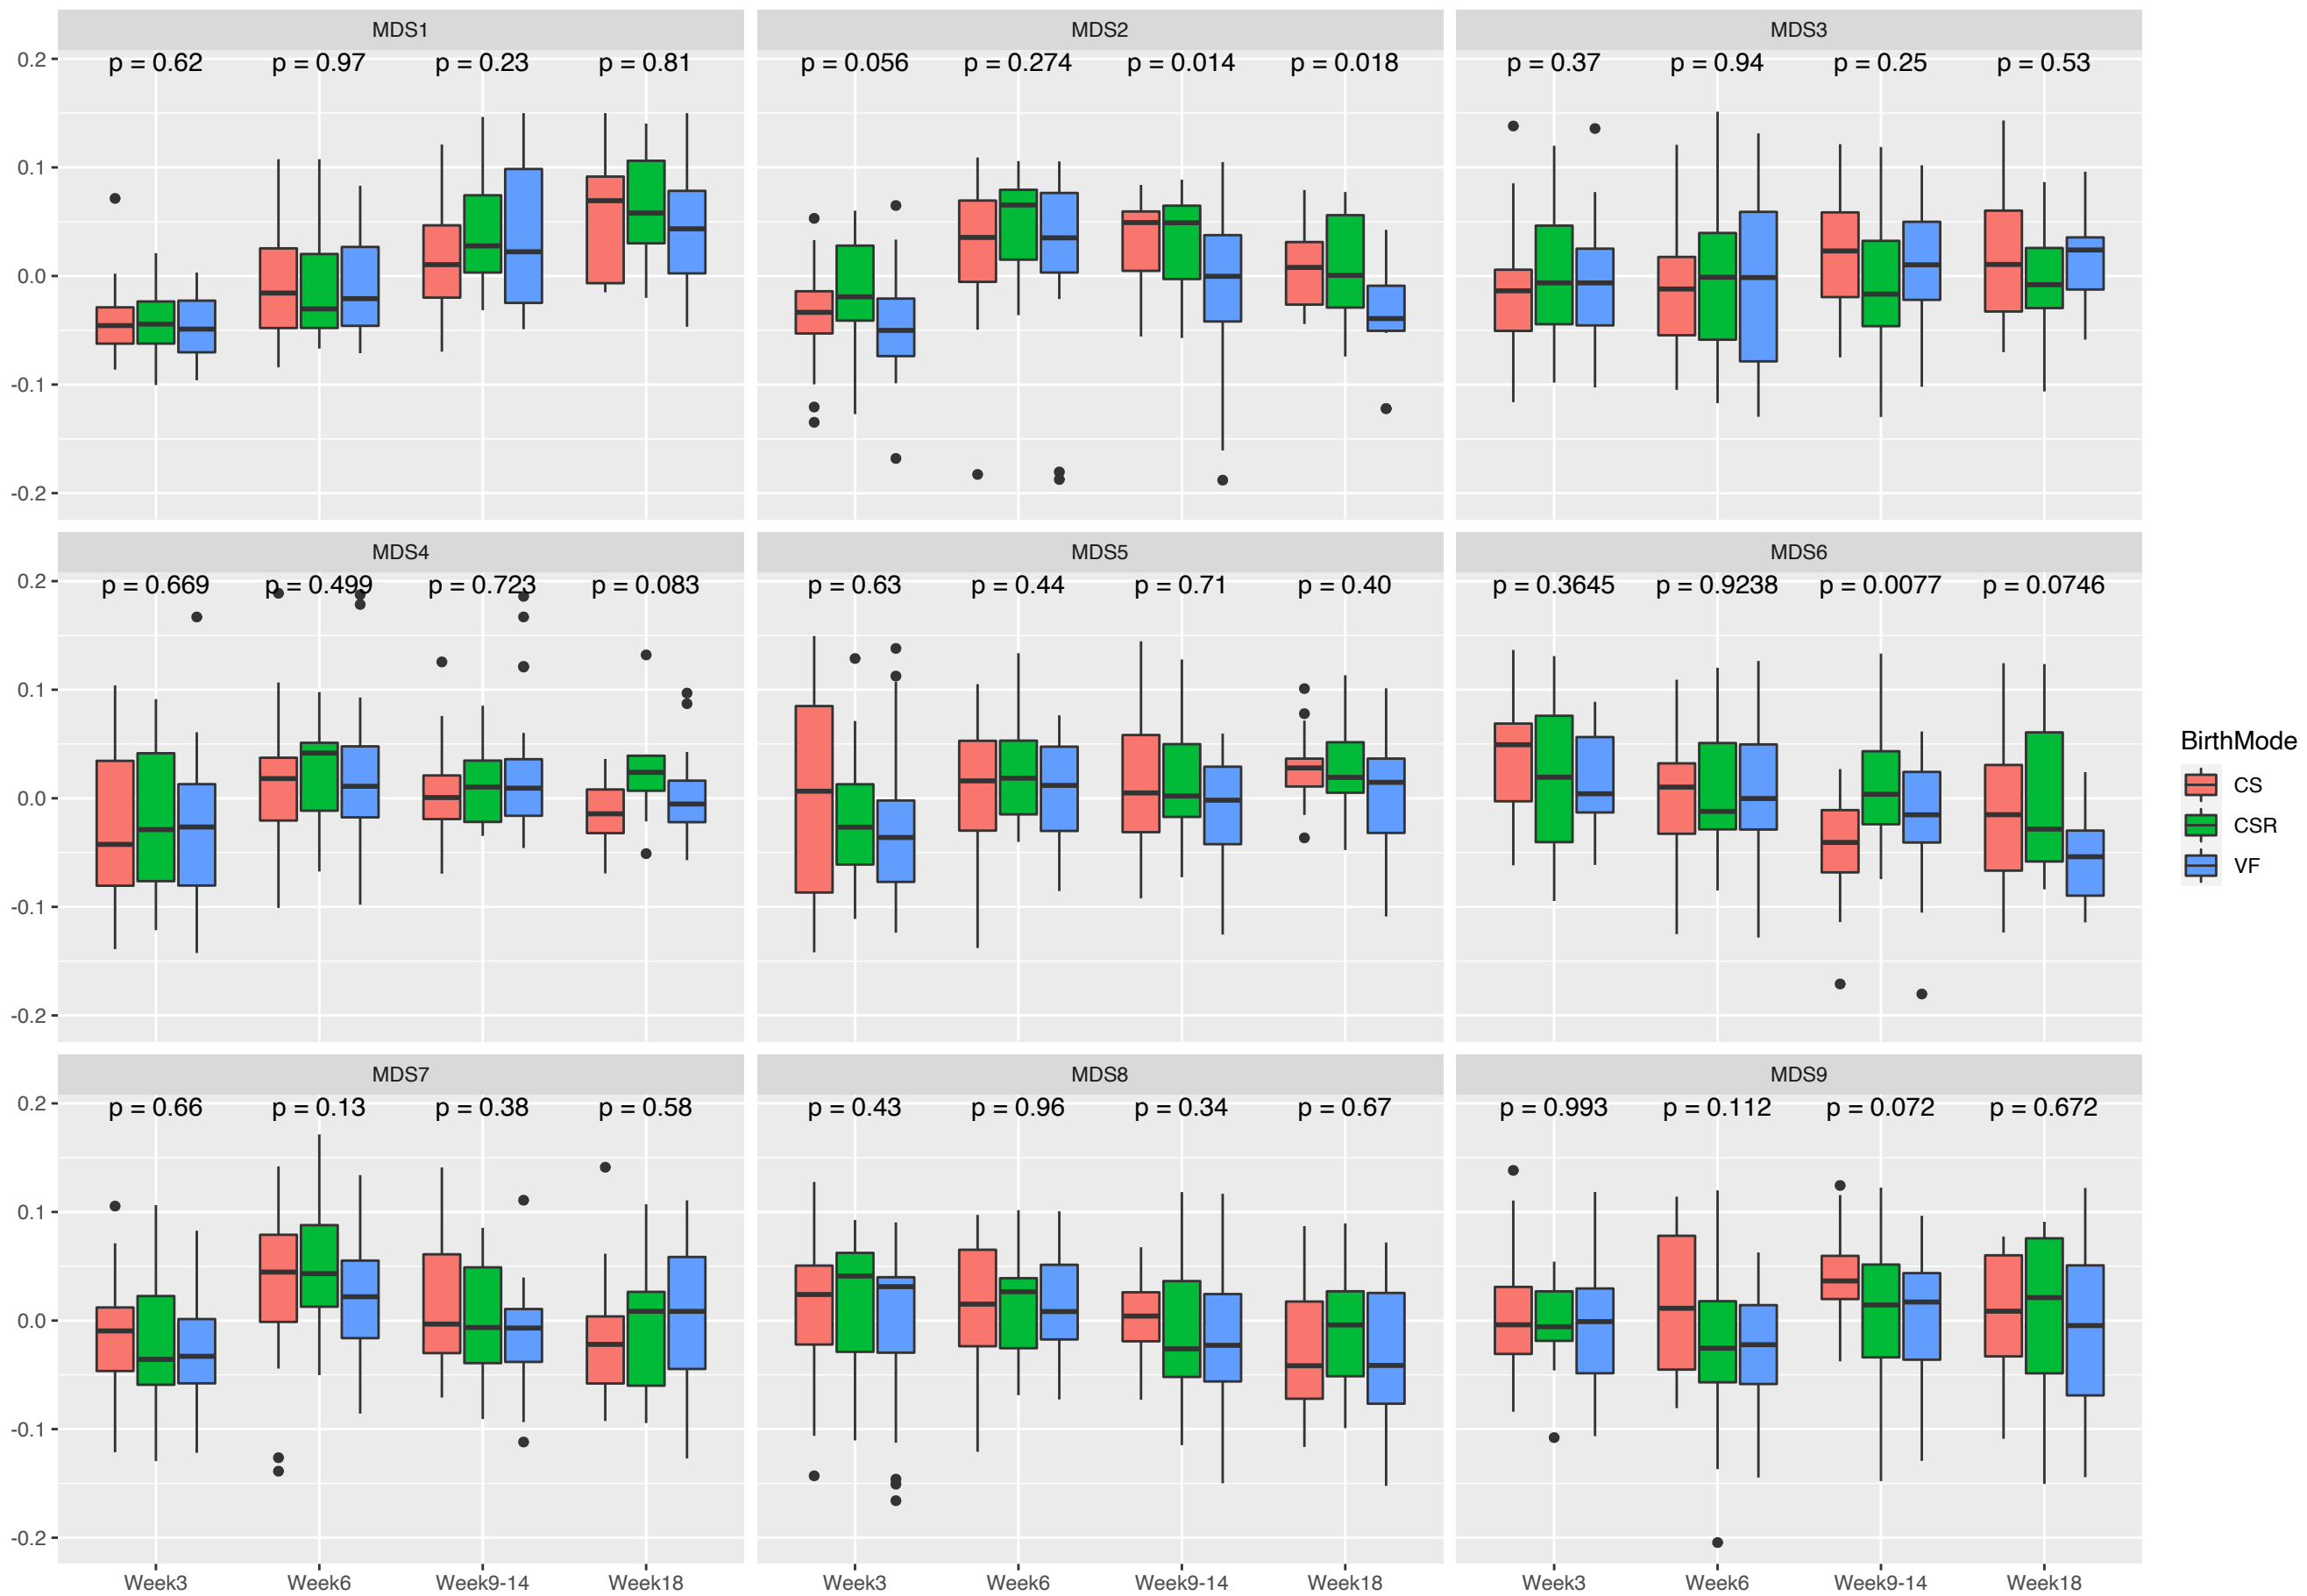 MDS1 MDS2 MDS3
0.2 p = 0.62 p = 0.97 p = 0.23 p = 0.81 p = 0.056 p = 0.274 p = 0.014 p = 0.018 p = 0.37 p = 0.94 p = 0.25 p = 0.53
0.1
0.0
-0.1
-0.2
MDS4 MDS5 MDS6
0.2 p = 0.669 p = 0.499 p = 0.723 p = 0.083 p = 0.63 p = 0.44 p = 0.71 p = 0.40 p = 0.3645 p = 0.9238 p = 0.0077 p = 0.0746
0.1
0.0
-0.1
-0.2
BirthMode
CS
CSR
VF
MDS7 MDS8 MDS9
0.2 p = 0.66 p = 0.13 p = 0.38 p = 0.58 p = 0.43 p = 0.96 p = 0.34 p = 0.67 p = 0.993 p = 0.112 p = 0.072 p = 0.672
0.1
0.0
-0.1
-0.2
Week3 Week6 Week9-14 Week18 Week3 Week6 Week9-14 Week18 Week3 Week6 Week9-14 Week18